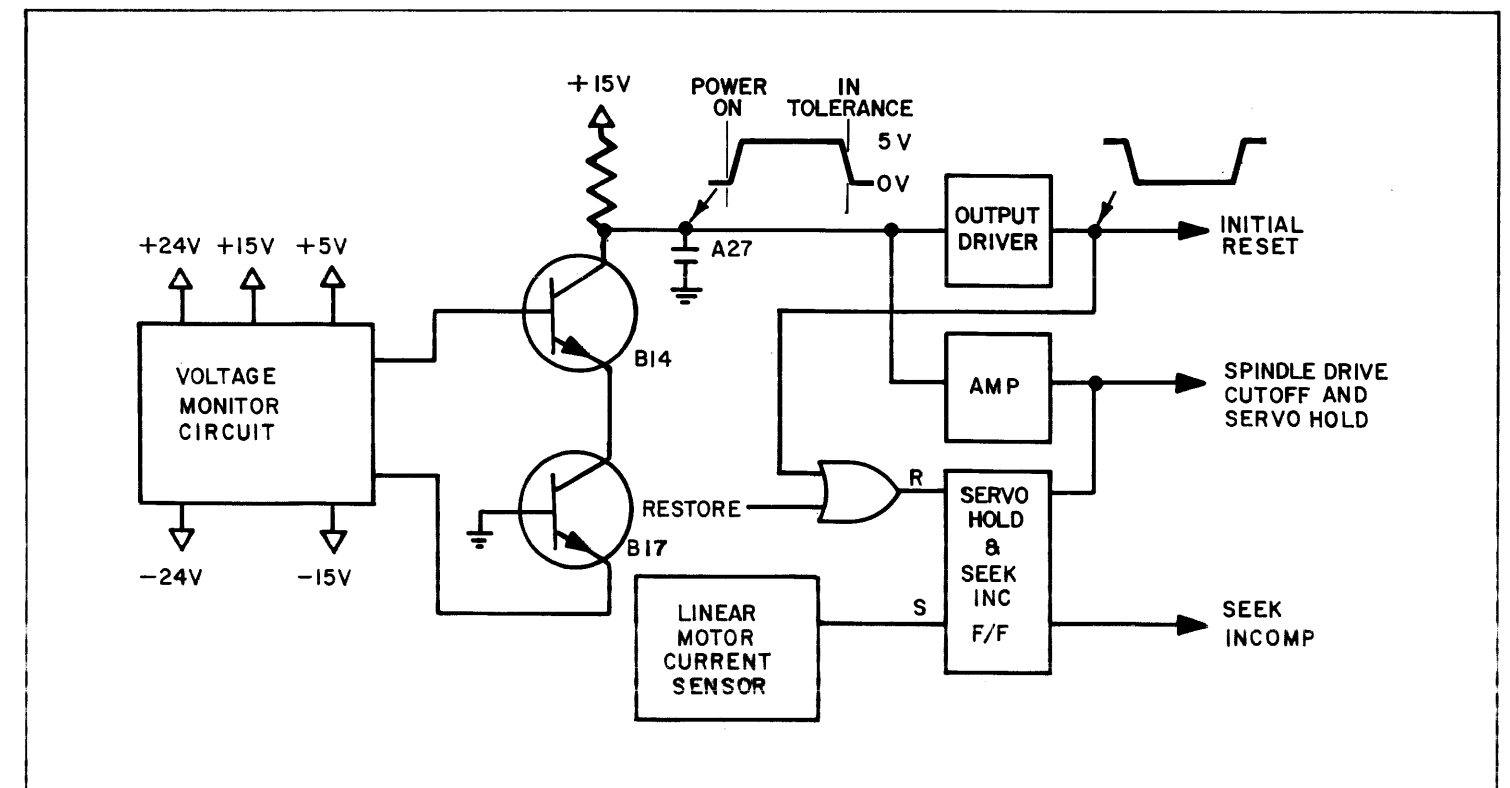 +15V
POWER
ON
IN
TOLERANCE
5V
0V
+24V +15V +5V
A27
OUTPUT
DRIVER
INITIAL
RESET
B14
VOLTAGE
MONITOR
CIRCUIT
AMP
SPINDLE DRIVE
CUTOFF AND
SERVO HOLD
RESTORE
R
SERVO
HOLD
&
SEEK
INC
F/F
B17
-24V -15V
LINEAR
MOTOR
CURRENT
SENSOR
S
SEEK
INCOMP